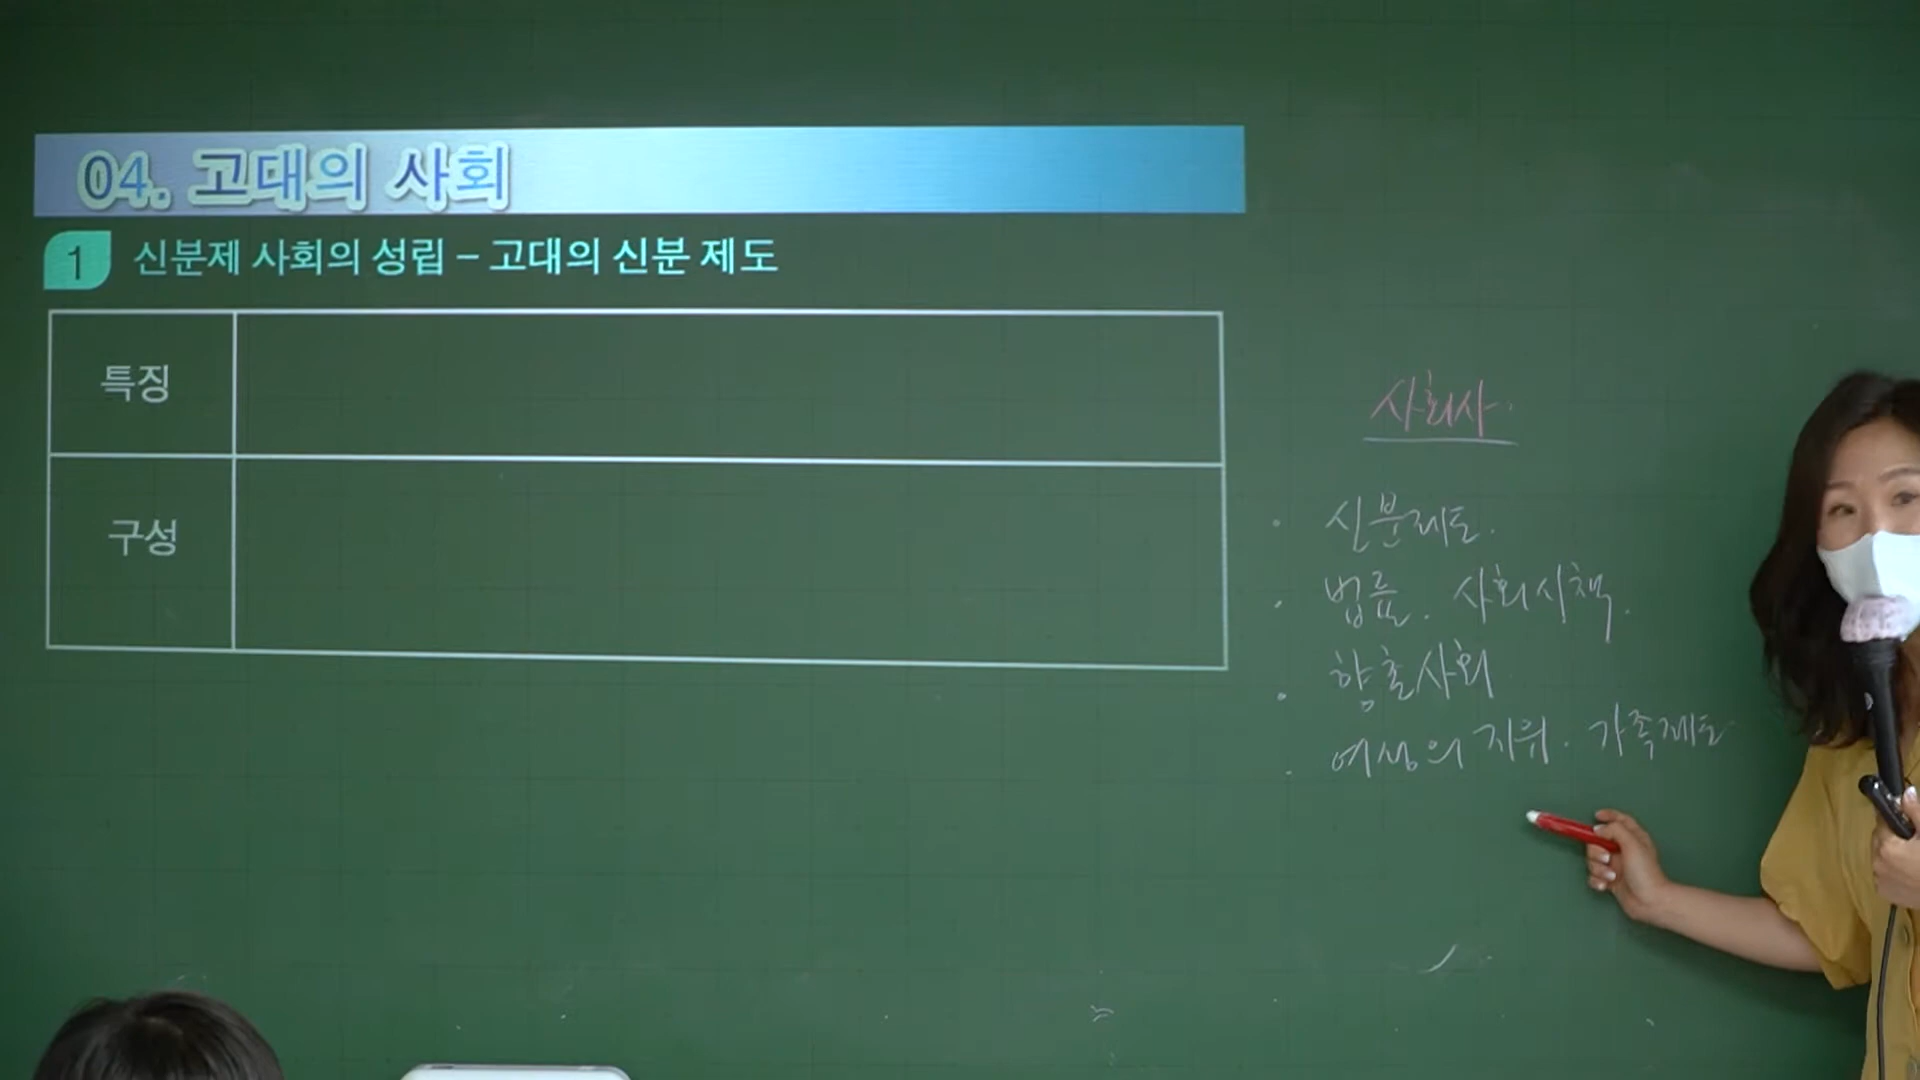 04. 고대의 사회
1 신분제 사회의 성립 – 고대의 신분 제도
특징
구성
사회사.
· 신분제도.
· 법률. 사회시책.
· 향촌사회
· 여성의 지위. 가족제도